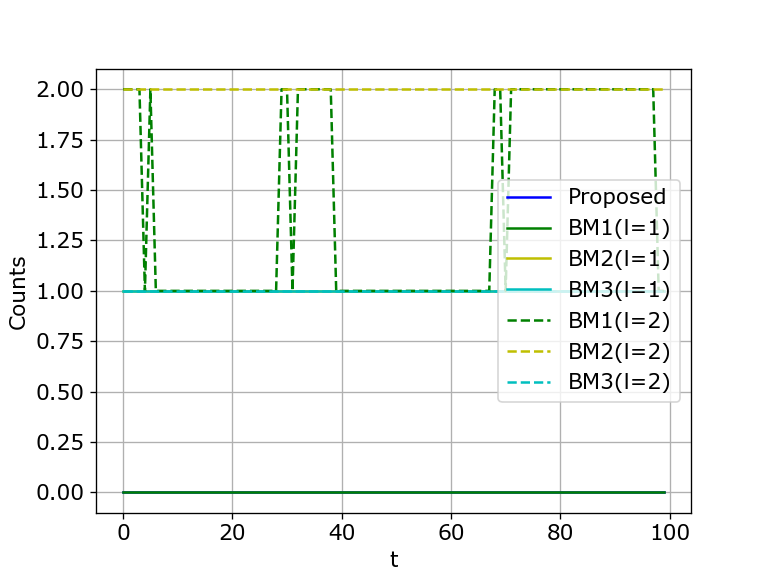 2.00
1.75
1.50
1.25
1.00
0.75
0.50
0.25
0.00
Counts
0 20 40 60 80 100
t
Proposed
BM1(l=1)
BM2(l=1)
BM3(l=1)
BM1(l=2)
BM2(l=2)
BM3(l=2)